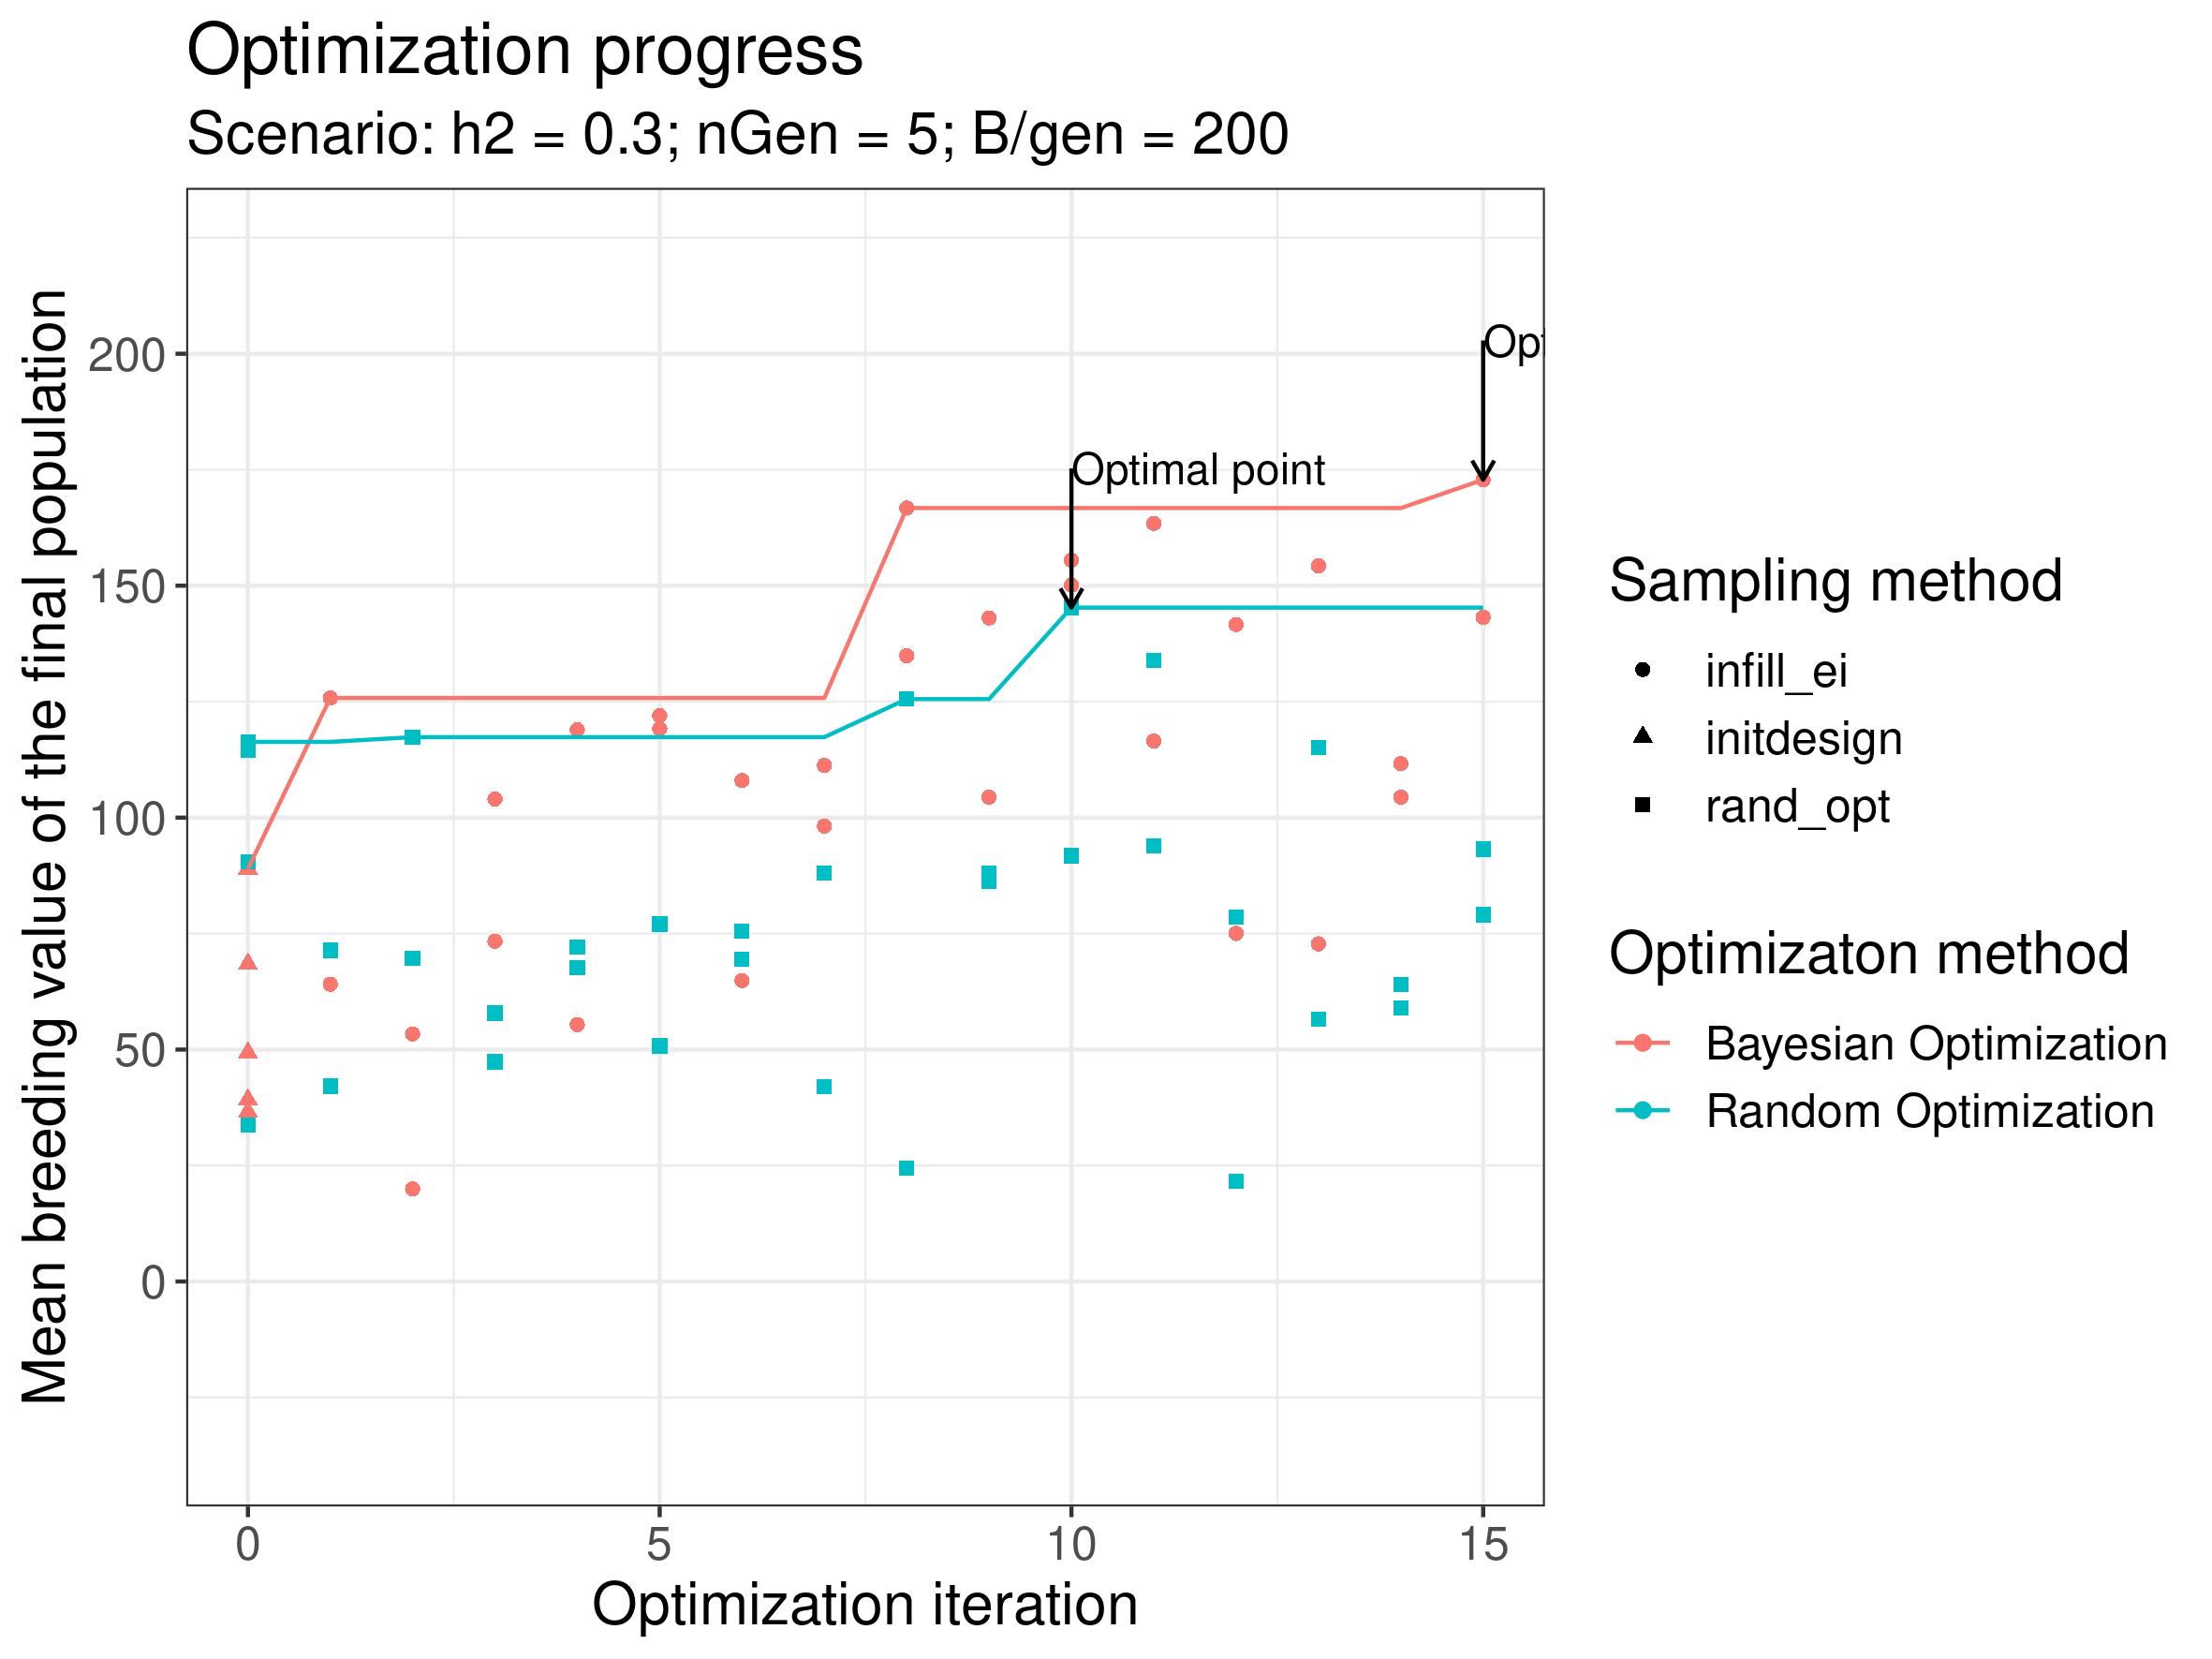 Optimization progress
Scenario: h2 = 0.3; nGen = 5; B/gen = 200
Mean breeding value of the final population
200
150
100
50
0
Opt
Optimal point
0
5
10
15
Optimization iteration
Sampling method
infill_ei
initdesign
rand_opt
Optimizaton method
Bayesian Optimization
Random Optimization